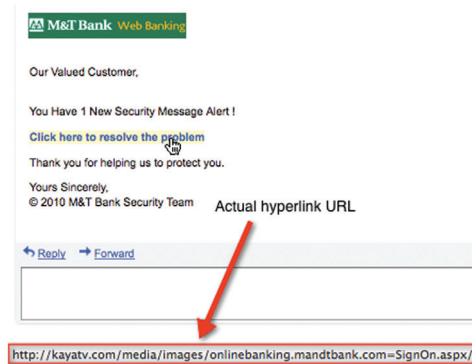 M&T Bank Web Banking
Our Valued Customer,
You Have 1 New Security Message Alert !
Click here to resolve the problem
Thank you for helping us to protect you.
Yours Sincerely,
© 2010 M&T Bank Security Team
Actual hyperlink URL
Reply Forward
http://kayatv.com/media/images/onlinebanking.mandtbank.com=SignOn.aspx/